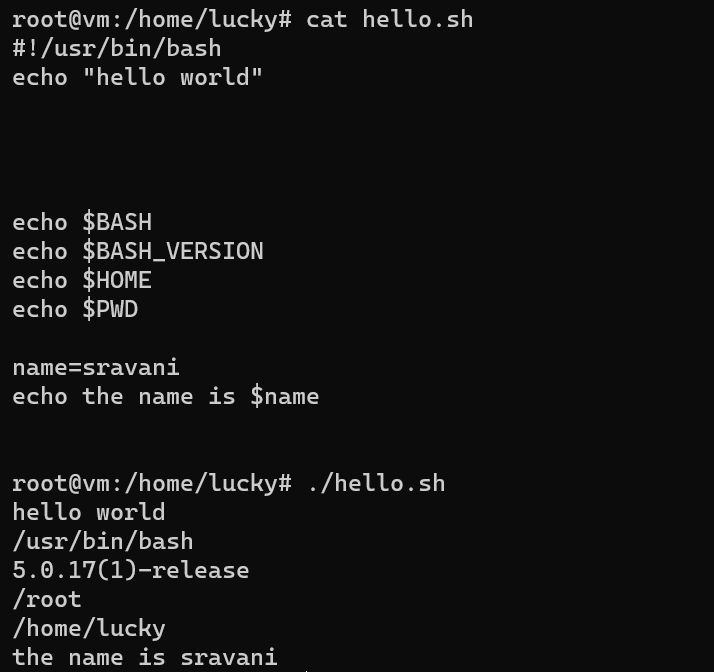 root@vm:/home/lucky# cat hello.sh
#!/usr/bin/bash
echo "hello world"
echo $BASH
echo $BASH_VERSION
echo $HOME
echo $PWD
name=sravani
echo the name is $name
root@vm:/home/lucky# ./hello.sh
hello world
/usr/bin/bash
5.0.17(1)-release
/root
/home/lucky
the name is sravani